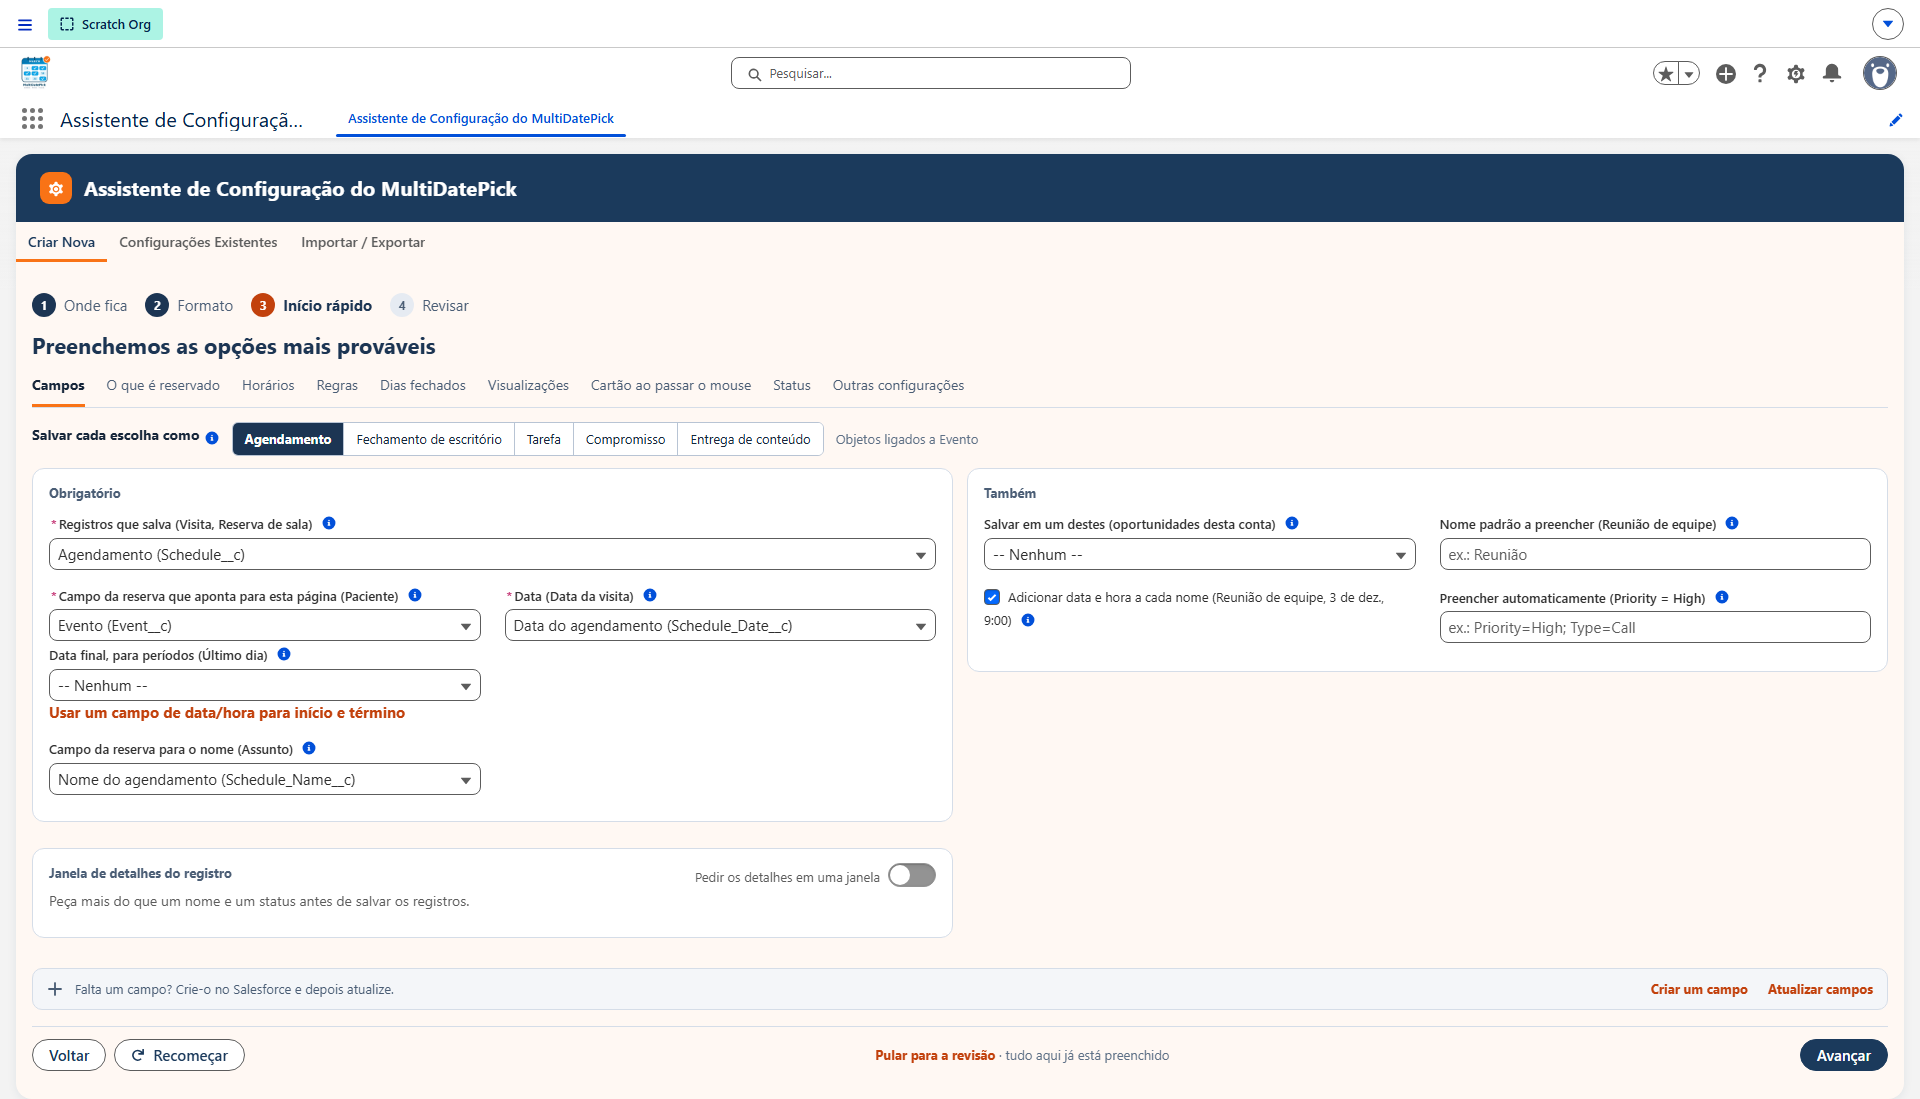 Scratch Org
Pesquisar...
Assistente de Configuraçã...
Assistente de Configuração do MultiDatePick
Assistente de Configuração do MultiDatePick
Criar Nova
Configurações Existentes
Importar / Exportar
1 Onde fica
2 Formato
3 Início rápido
4 Revisar
Preenchemos as opções mais prováveis
Campos
O que é reservado
Horários
Regras
Dias fechados
Visualizações
Cartão ao passar o mouse
Status
Outras configurações
Salvar cada escolha como
Agendamento
Fechamento de escritório
Tarefa
Compromisso
Entrega de conteúdo
Objetos ligados a Evento
Obrigatório
*Registros que salva (Visita, Reserva de sala)
Agendamento (Schedule__c)
*Campo da reserva que aponta para esta página (Paciente)
Evento (Event__c)
*Data (Data da visita)
Data do agendamento (Schedule_Date__c)
Data final, para períodos (Último dia)
-- Nenhum --
Usar um campo de data/hora para início e término
Campo da reserva para o nome (Assunto)
Nome do agendamento (Schedule_Name__c)
Também
Salvar em um destes (oportunidades desta conta)
-- Nenhum --
Nome padrão a preencher (Reunião de equipe)
ex.: Reunião
Adicionar data e hora a cada nome (Reunião de equipe, 3 de dez.,
9:00)
Preencher automaticamente (Priority = High)
ex.: Priority=High; Type=Call
Janela de detalhes do registro
Pedir os detalhes em uma janela
Peça mais do que um nome e um status antes de salvar os registros.
Falta um campo? Crie-o no Salesforce e depois atualize.
Criar um campo
Atualizar campos
Voltar
Recomeçar
Pular para a revisão · tudo aqui já está preenchido
Avançar